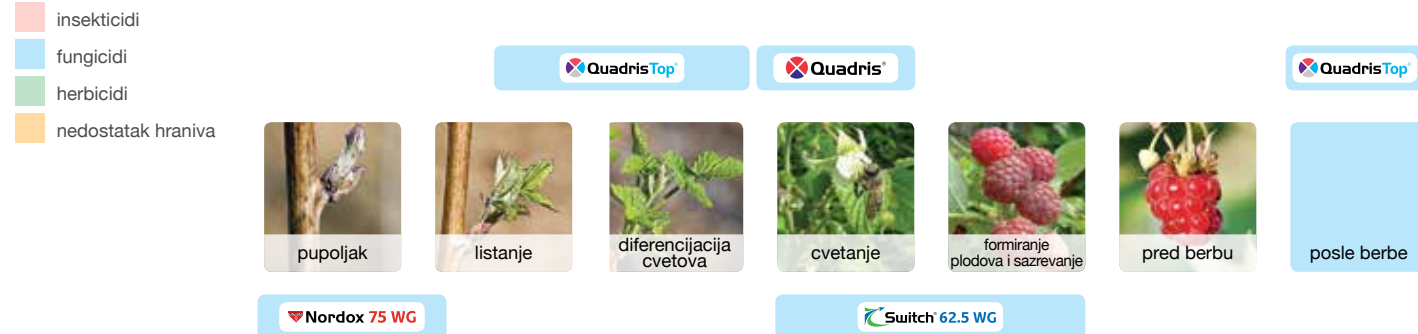 insekticidi
fungicidi
herbicidi
nedostatak hraniva
QuadrisTop®
Quadris®
QuadrisTop®
pupoljak
listanje
diferencijacija
cvetova
cvetanje
formiranje
plodova i sazrevanje
pred berbu
posle berbe
Nordox 75 WG
Switch® 62.5 WG